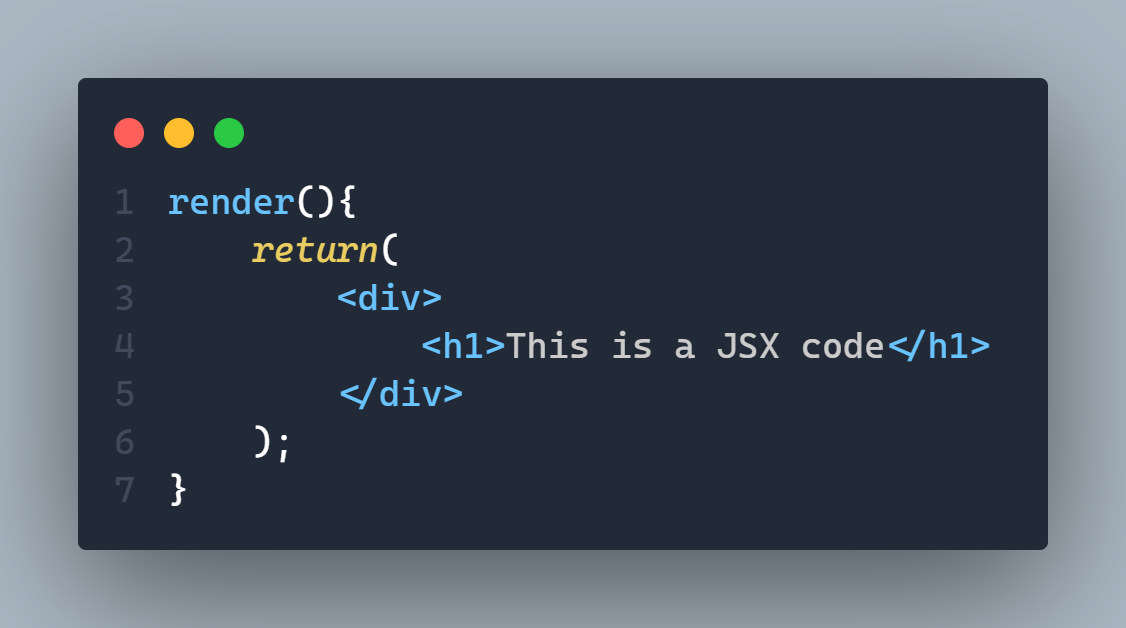 1 render(){
2     return(
3         <div>
4             <h1>This is a JSX code</h1>
5         </div>
6     );
7 }